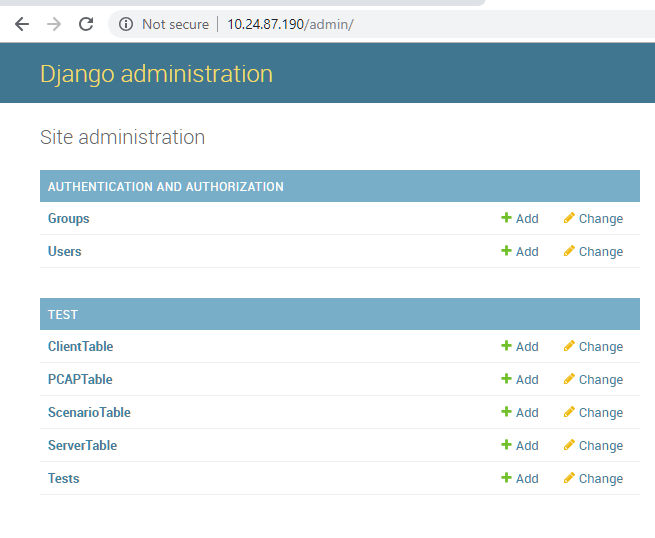 Not secure 10.24.87.190/admin/
Django administration
Site administration
AUTHENTICATION AND AUTHORIZATION
Groups Add Change
Users Add Change
TEST
ClientTable Add Change
PCAPTable Add Change
ScenarioTable Add Change
ServerTable Add Change
Tests Add Change